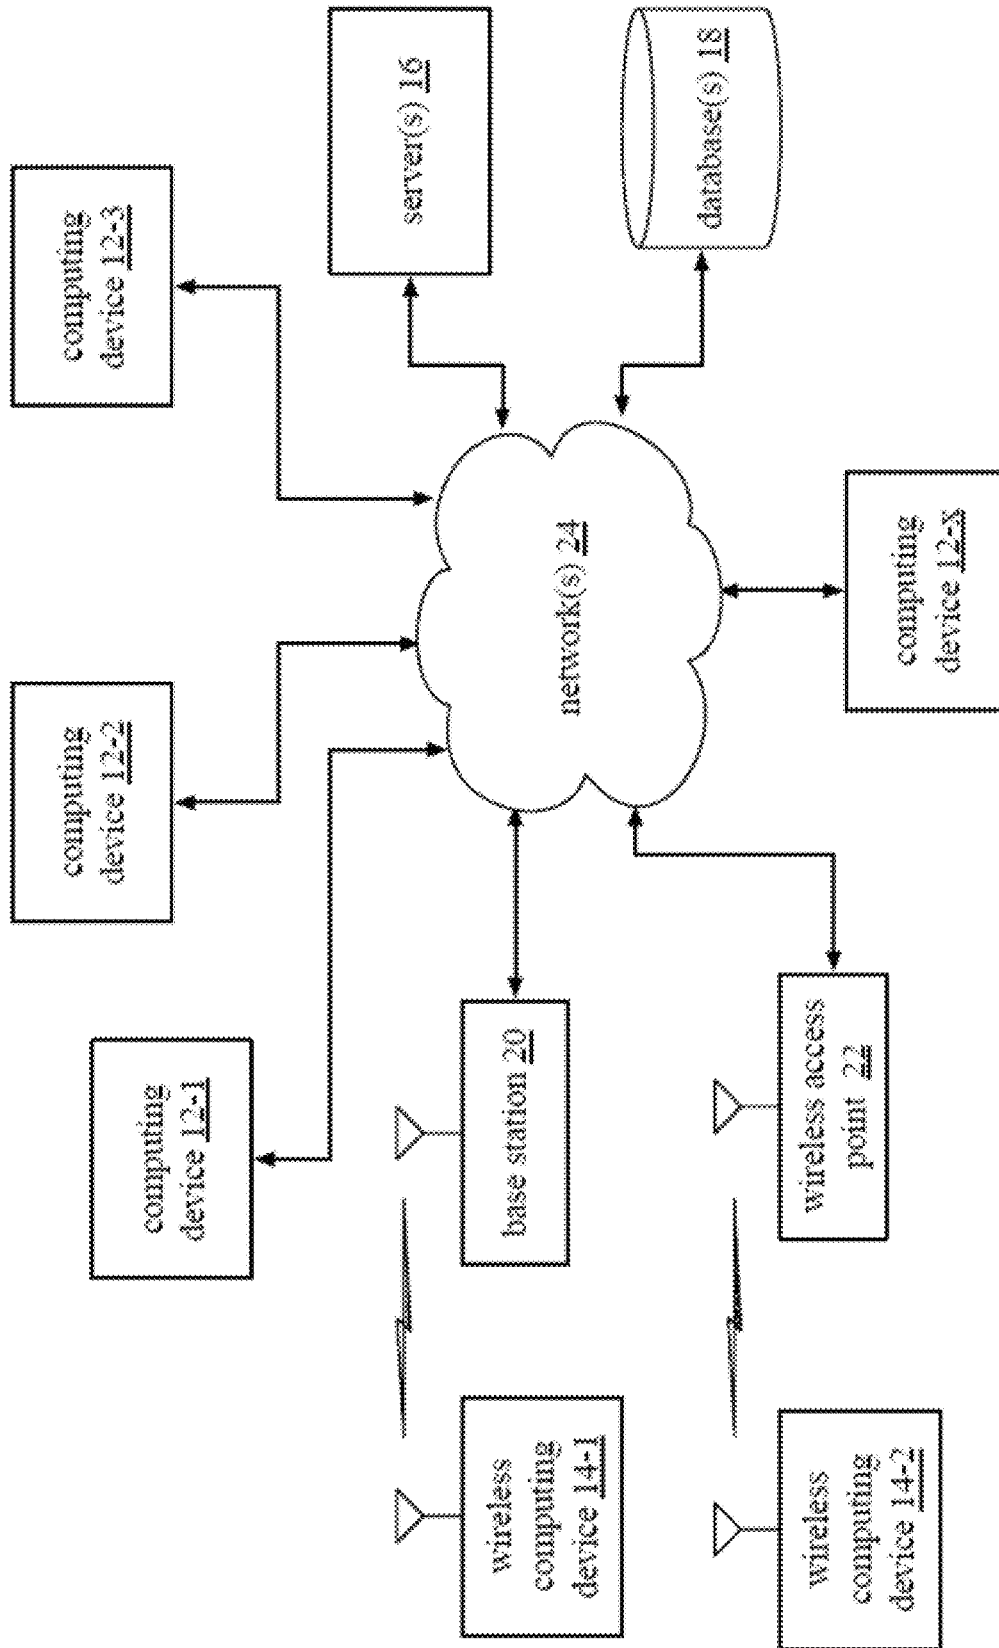 computing
device 12-1
computing
device 12-2
computing
device 12-3
wireless
computing
device 14-1
base station 20
network(s) 24
server(s) 16
wireless
computing
device 14-2
wireless access
point 22
computing
device 12-x
database(s) 18